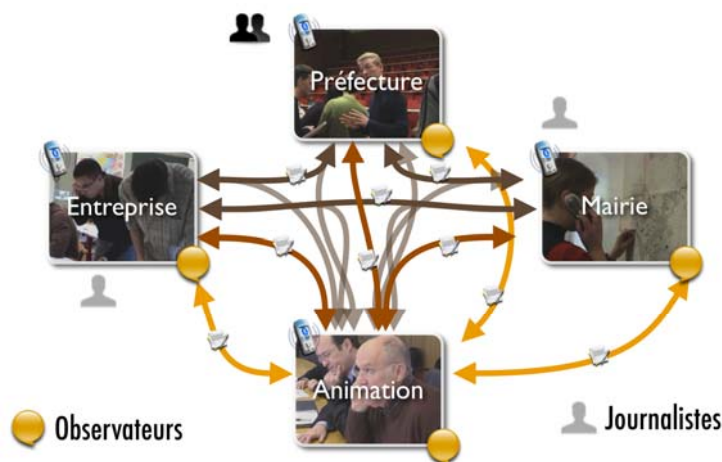 Préfecture
Entreprise
Mairie
Animation
Observateurs
Journalistes